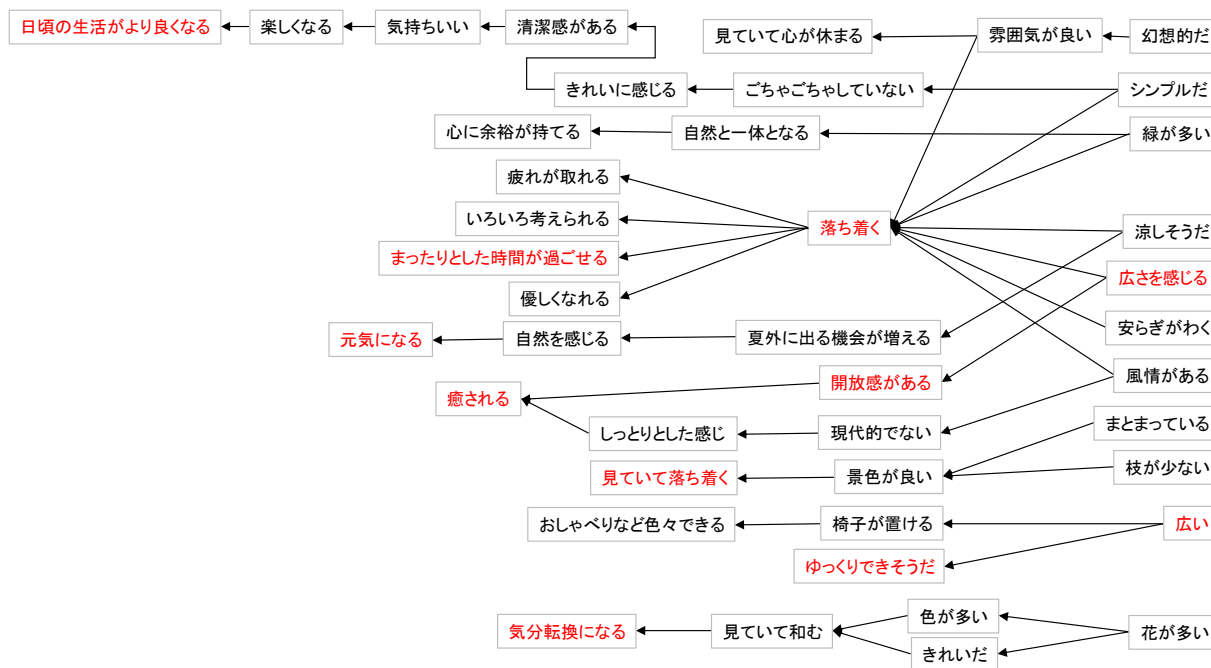 日頃の生活がより良くなる
楽しくなる
気持ちいい
清潔感がある
見ていて心が休まる
雰囲気が良い
幻想的だ
きれいに感じる
ごちゃごちゃしていない
シンプルだ
心に余裕が持てる
自然と一体となる
緑が多い
疲れが取れる
いろいろ考えられる
落ち着く
涼しそうだ
まったりとした時間が過ごせる
広さを感じる
優しくなれる
安らぎがわく
元気になる
自然を感じる
夏外に出る機会が増える
開放感がある
風情がある
癒される
しっとりとした感じ
現代的でない
まとまっている
見ていて落ち着く
景色が良い
枝が少ない
おしゃべりなど色々できる
椅子が置ける
広い
ゆっくりできそうだ
気分転換になる
見ていて和む
色が多い
花が多い
きれいだ